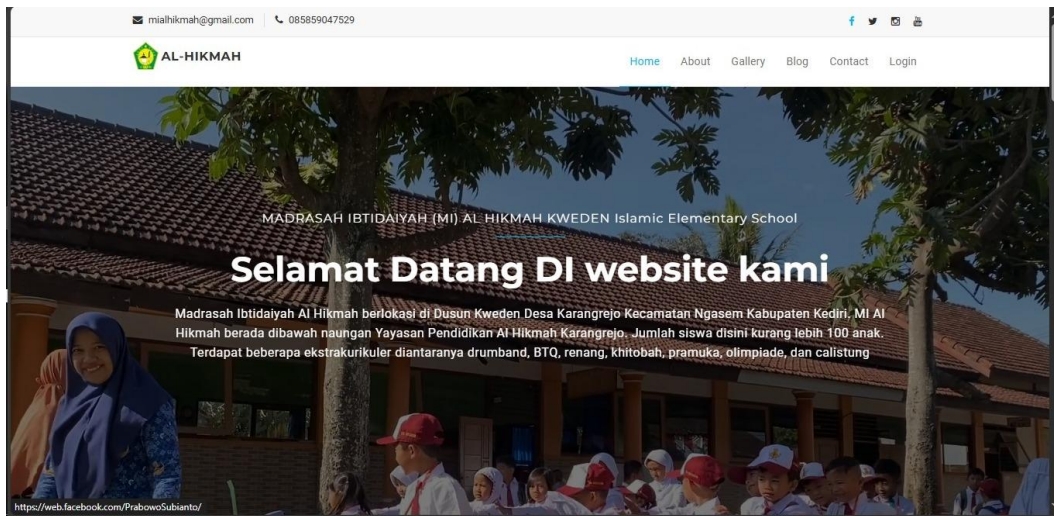 mialhikmah@gmail.com 085859047529
AL-HIKMAH
Home About Gallery Blog Contact Login
MADRASAH IBTIDAIYAH (MI) AL HIKMAH KWEDEN Islamic Elementary School
Selamat Datang DI website kami
Madrasah Ibtidaiyah Al Hikmah berlokasi di Dusun Kweden Desa Karangrejo Kecamatan Ngasem Kabupaten Kediri. MI Al
Hikmah berada dibawah naungan Yayasan Pendidikan Al Hikmah Karangrejo. Jumlah siswa disini kurang lebih 100 anak.
Terdapat beberapa ekstrakurikuler diantaranya drumband, BTQ, renang, khitobah, pramuka, olimpiade, dan calistung
https://web.facebook.com/PrabowoSubianto/